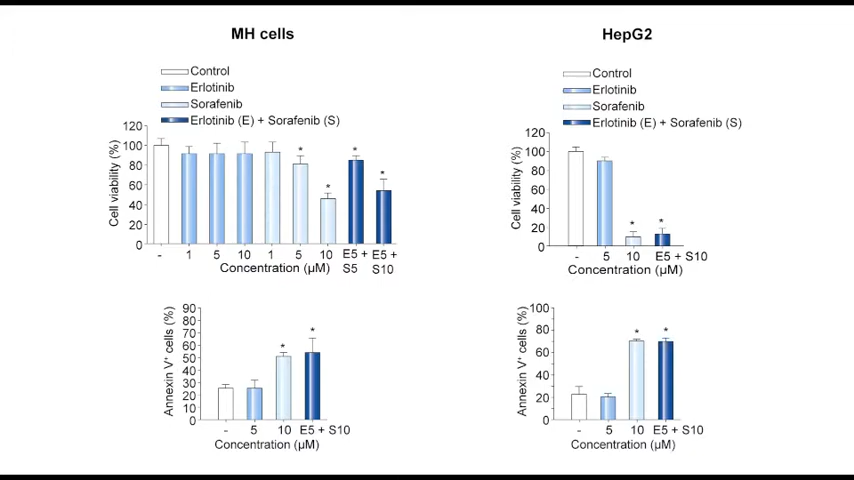 MH cells
Control
Erlotinib
Sorafenib
Erlotinib (E) + Sorafenib (S)
Cell viability (%)
120
100
80
60
40
20
0
* * * *
- 1 5 10 1 5 10 E5 + E5 +
S5 S10
Concentration (µM)
HepG2
Control
Erlotinib
Sorafenib
Erlotinib (E) + Sorafenib (S)
Cell viability (%)
120
100
80
60
40
20
0
* *
- 5 10 E5 + S10
Concentration (µM)
Annexin V⁺ cells (%)
90
80
70
60
50
40
30
20
10
0
* *
- 5 10 E5 + S10
Concentration (µM)
Annexin V⁺ cells (%)
100
80
60
40
20
0
* *
- 5 10 E5 + S10
Concentration (µM)